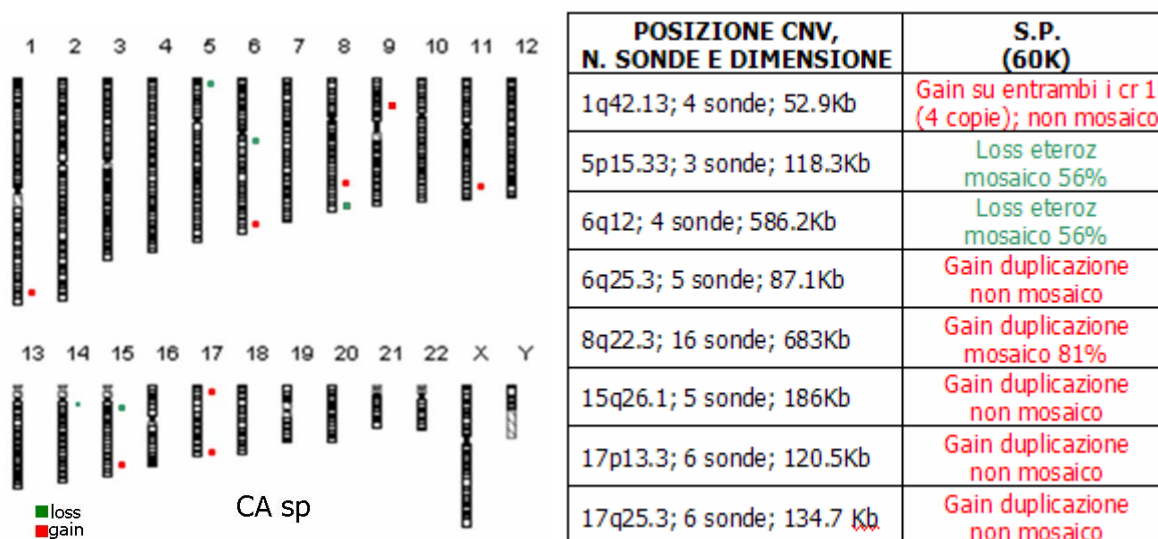 1 2 3 4 5 6 7 8 9 10 11 12
13 14 15 16 17 18 19 20 21 22 X Y
loss
gain
CA sp
POSIZIONE CNV,
N. SONDE E DIMENSIONE
S.P.
(60K)
1q42.13; 4 sonde; 52.9Kb
Gain su entrambi i cr 1
(4 copie); non mosaico
5p15.33; 3 sonde; 118.3Kb
Loss eteroz
mosaico 56%
6q12; 4 sonde; 586.2Kb
Loss eteroz
mosaico 56%
6q25.3; 5 sonde; 87.1Kb
Gain duplicazione
non mosaico
8q22.3; 16 sonde; 683Kb
Gain duplicazione
mosaico 81%
15q26.1; 5 sonde; 186Kb
Gain duplicazione
non mosaico
17p13.3; 6 sonde; 120.5Kb
Gain duplicazione
non mosaico
17q25.3; 6 sonde; 134.7 Kb
Gain duplicazione
non mosaico